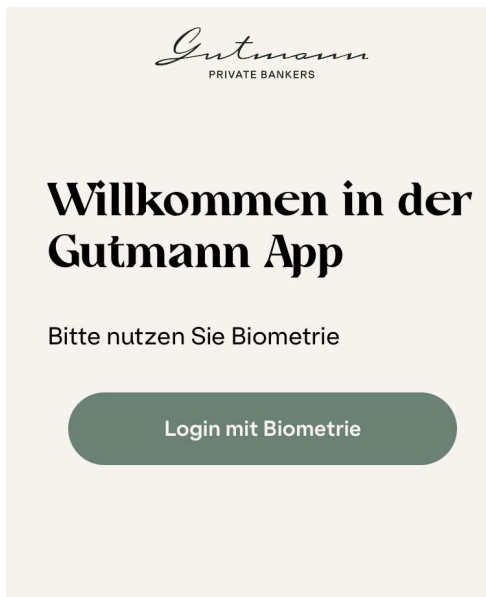 Gutmann
PRIVATE BANKERS
Willkommen in der
Gutmann App
Bitte nutzen Sie Biometrie
Login mit Biometrie